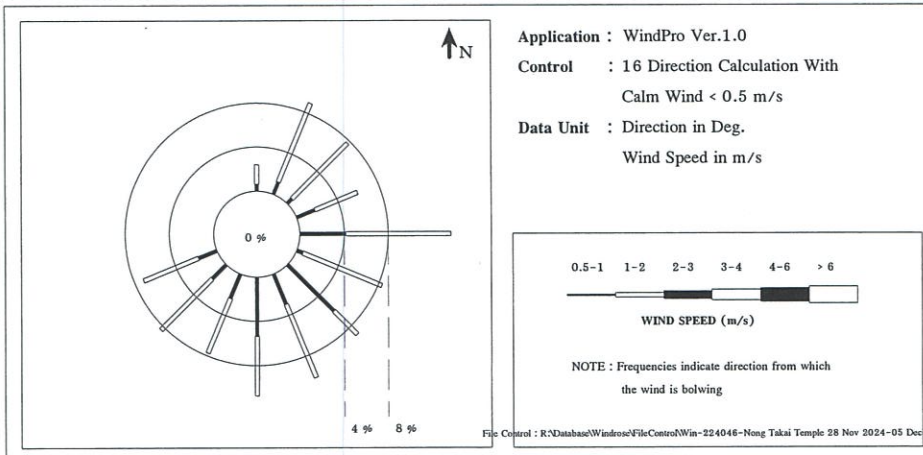 N
0 %
4 % 8 %
Application : WindPro Ver.1.0
Control : 16 Direction Calculation With
Calm Wind < 0.5 m/s
Data Unit : Direction in Deg.
Wind Speed in m/s
0.5-1 1-2 2-3 3-4 4-6 > 6
WIND SPEED (m/s)
NOTE : Frequencies indicate direction from which
the wind is bolwing
File Control : R:\Database\Windrose\FileControl\Win-224046-Nong Takai Temple 28 Nov 2024-05 Dec